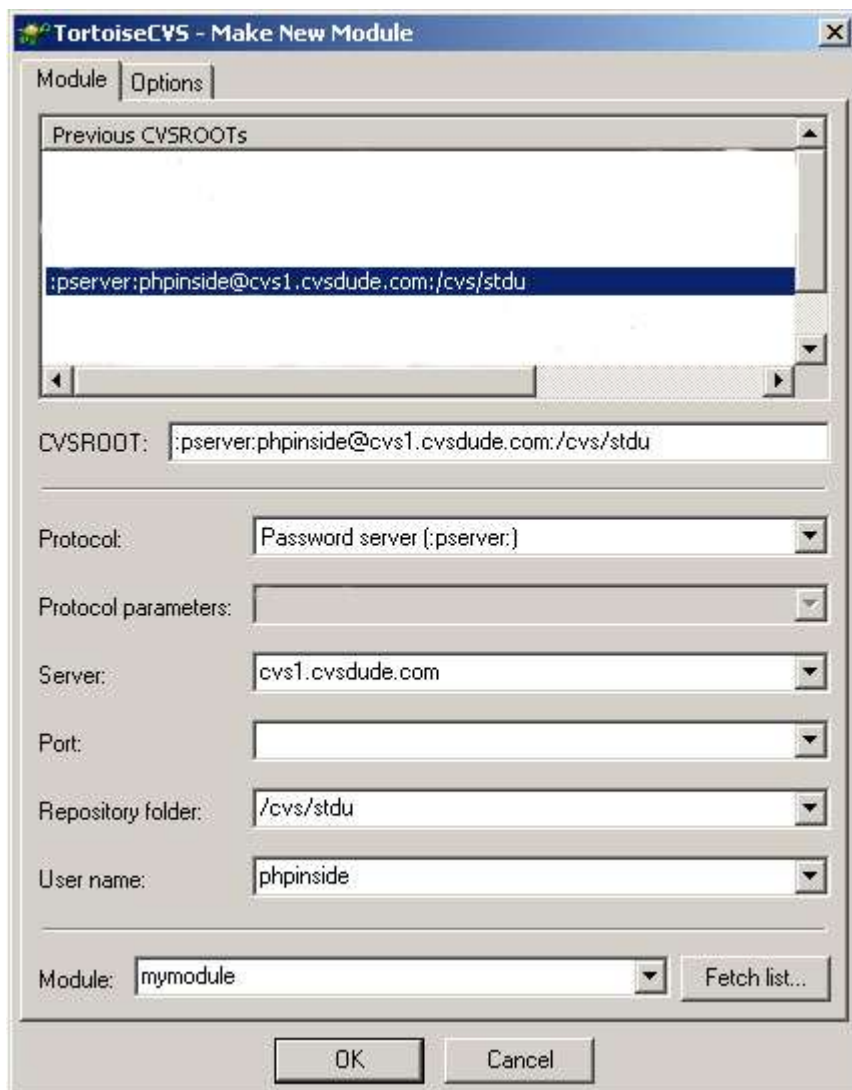 TortoiseCVS - Make New Module
Module Options
Previous CVSROOTs
:pserver:phpinside@cvs1.cvsdude.com:/cvs/stdu
CVSROOT: :pserver:phpinside@cvs1.cvsdude.com:/cvs/stdu
Protocol: Password server (:pserver:)
Protocol parameters:
Server: cvs1.cvsdude.com
Port:
Repository folder: /cvs/stdu
User name: phpinside
Module: mymodule Fetch list...
OK Cancel